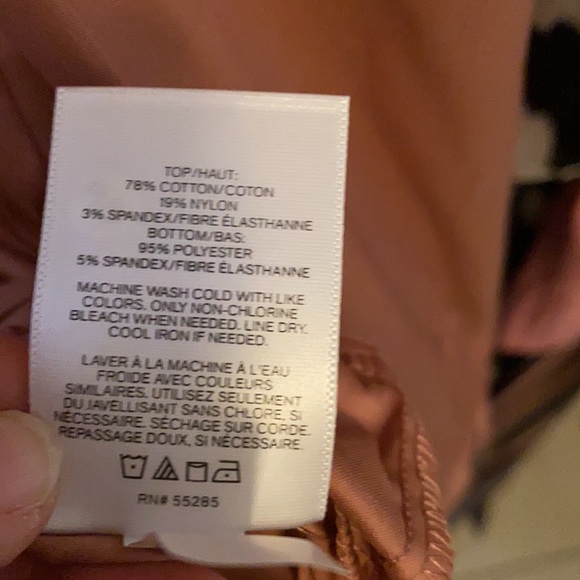 TOP/HAUT:
78% COTTON/COTON
19% NYLON
3% SPANDEX/FIBRE ÉLASTHANNE
BOTTOM/BAS:
95% POLYESTER
5% SPANDEX/FIBRE ÉLASTHANNE
MACHINE WASH COLD WITH LIKE
COLORS. ONLY NON-CHLORINE
BLEACH WHEN NEEDED. LINE DRY.
COOL IRON IF NEEDED.
LAVER À LA MACHINE À L'EAU
FROIDE AVEC COULEURS
SIMILAIRES. UTILISEZ SEULEMENT
DU JAVELLISANT SANS CHLORE, SI
NÉCESSAIRE. SÉCHAGE SUR CORDE.
REPASSAGE DOUX, SI NÉCESSAIRE.
RN# 55285